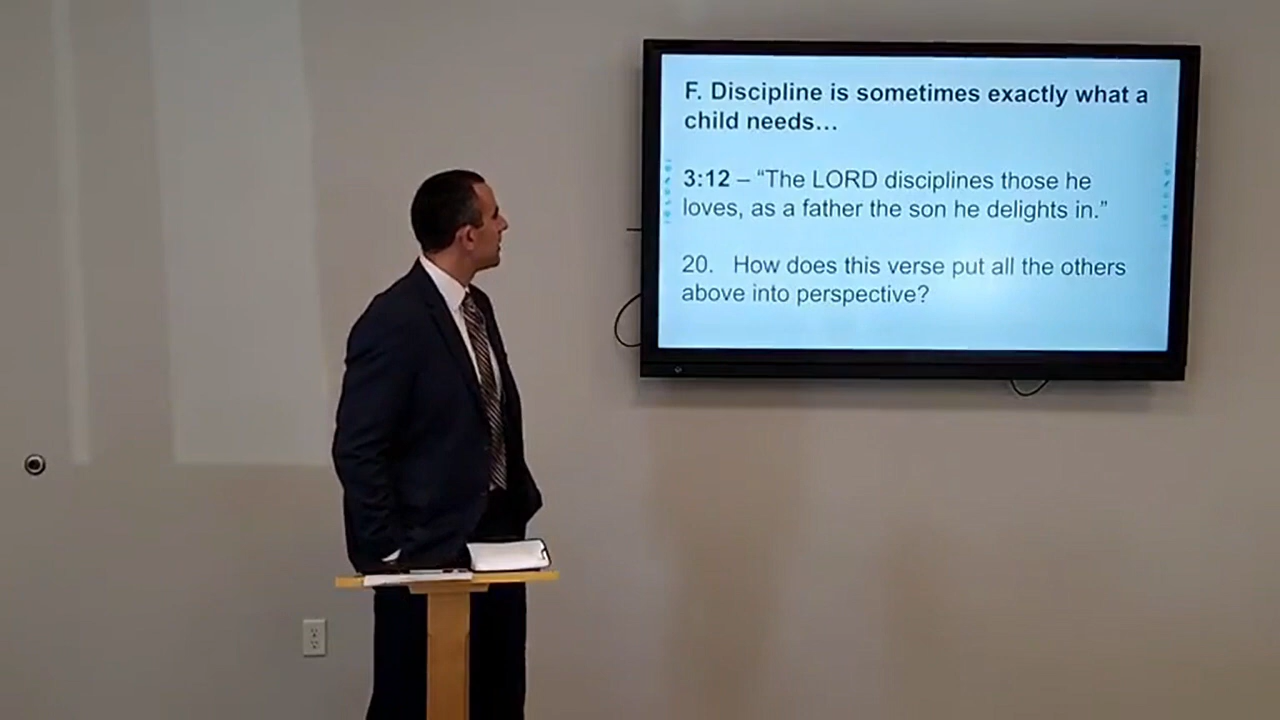 F. Discipline is sometimes exactly what a
child needs…
3:12 – “The LORD disciplines those he
loves, as a father the son he delights in.”
20. How does this verse put all the others
above into perspective?